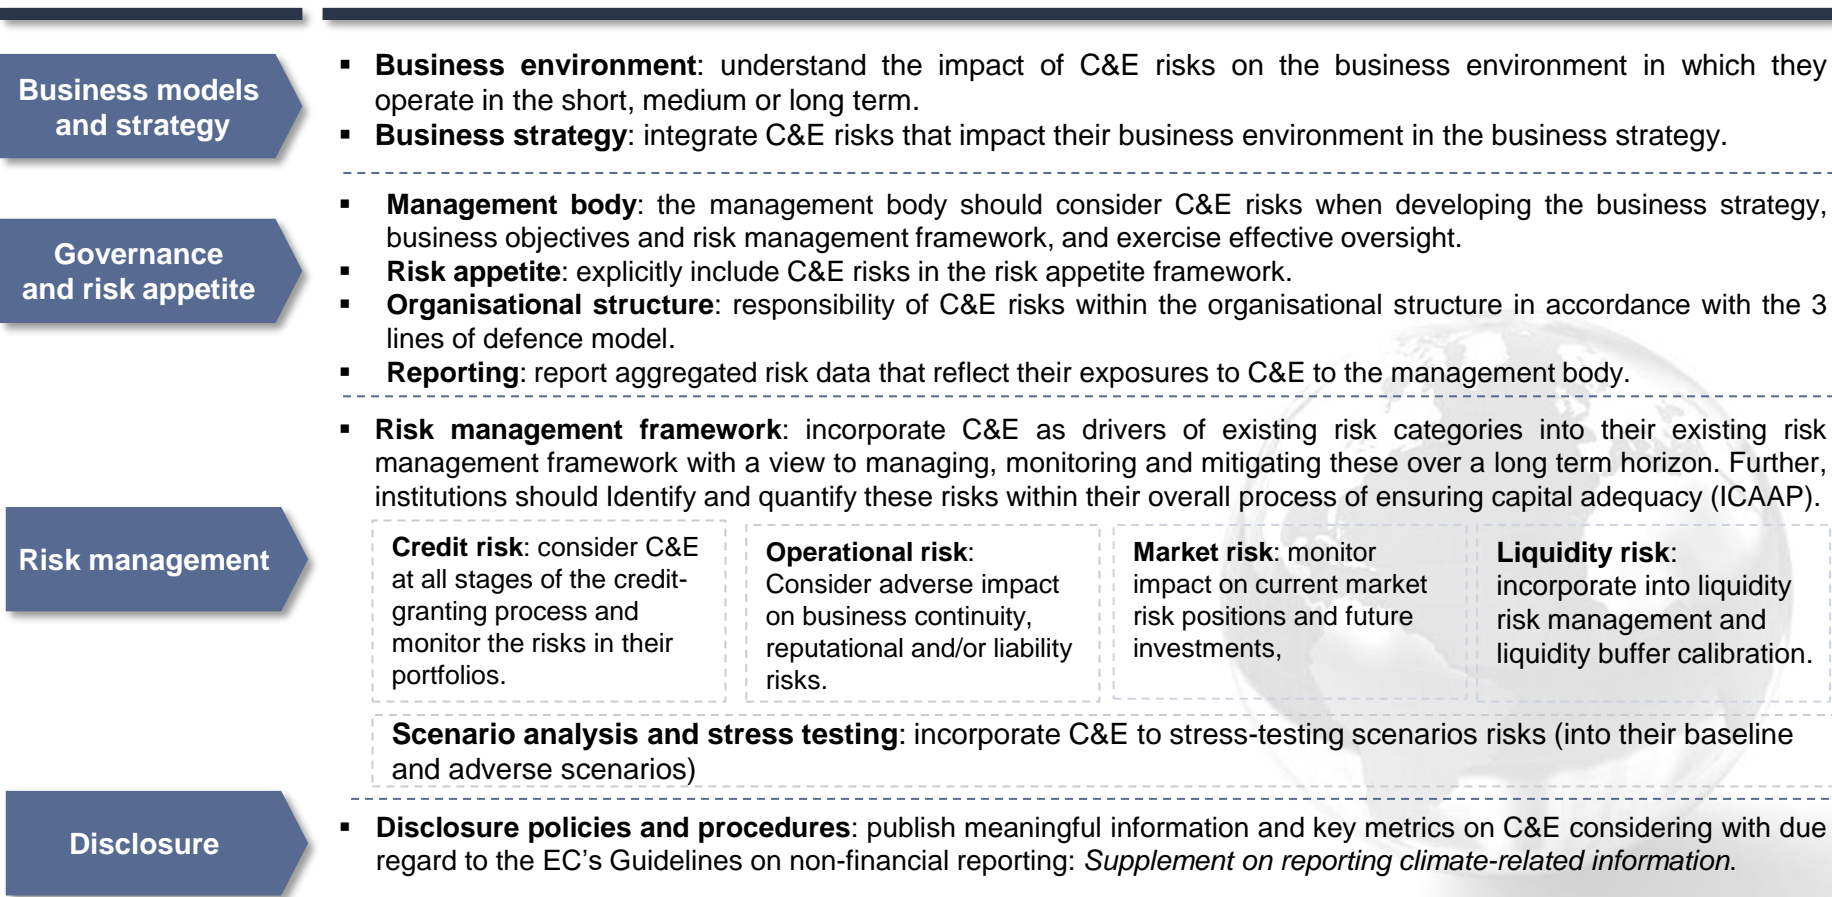 Business models
and strategy
▪ Business environment: understand the impact of C&E risks on the business environment in which they
operate in the short, medium or long term.
▪ Business strategy: integrate C&E risks that impact their business environment in the business strategy.
Governance
and risk appetite
▪ Management body: the management body should consider C&E risks when developing the business strategy,
business objectives and risk management framework, and exercise effective oversight.
▪ Risk appetite: explicitly include C&E risks in the risk appetite framework.
▪ Organisational structure: responsibility of C&E risks within the organisational structure in accordance with the 3
lines of defence model.
▪ Reporting: report aggregated risk data that reflect their exposures to C&E to the management body.
Risk management
▪ Risk management framework: incorporate C&E as drivers of existing risk categories into their existing risk
management framework with a view to managing, monitoring and mitigating these over a long term horizon. Further,
institutions should Identify and quantify these risks within their overall process of ensuring capital adequacy (ICAAP).
Credit risk: consider C&E
at all stages of the credit-
granting process and
monitor the risks in their
portfolios.
Operational risk:
Consider adverse impact
on business continuity,
reputational and/or liability
risks.
Market risk: monitor
impact on current market
risk positions and future
investments,
Liquidity risk:
incorporate into liquidity
risk management and
liquidity buffer calibration.
Scenario analysis and stress testing: incorporate C&E to stress-testing scenarios risks (into their baseline
and adverse scenarios)
Disclosure
▪ Disclosure policies and procedures: publish meaningful information and key metrics on C&E considering with due
regard to the EC's Guidelines on non-financial reporting: Supplement on reporting climate-related information.